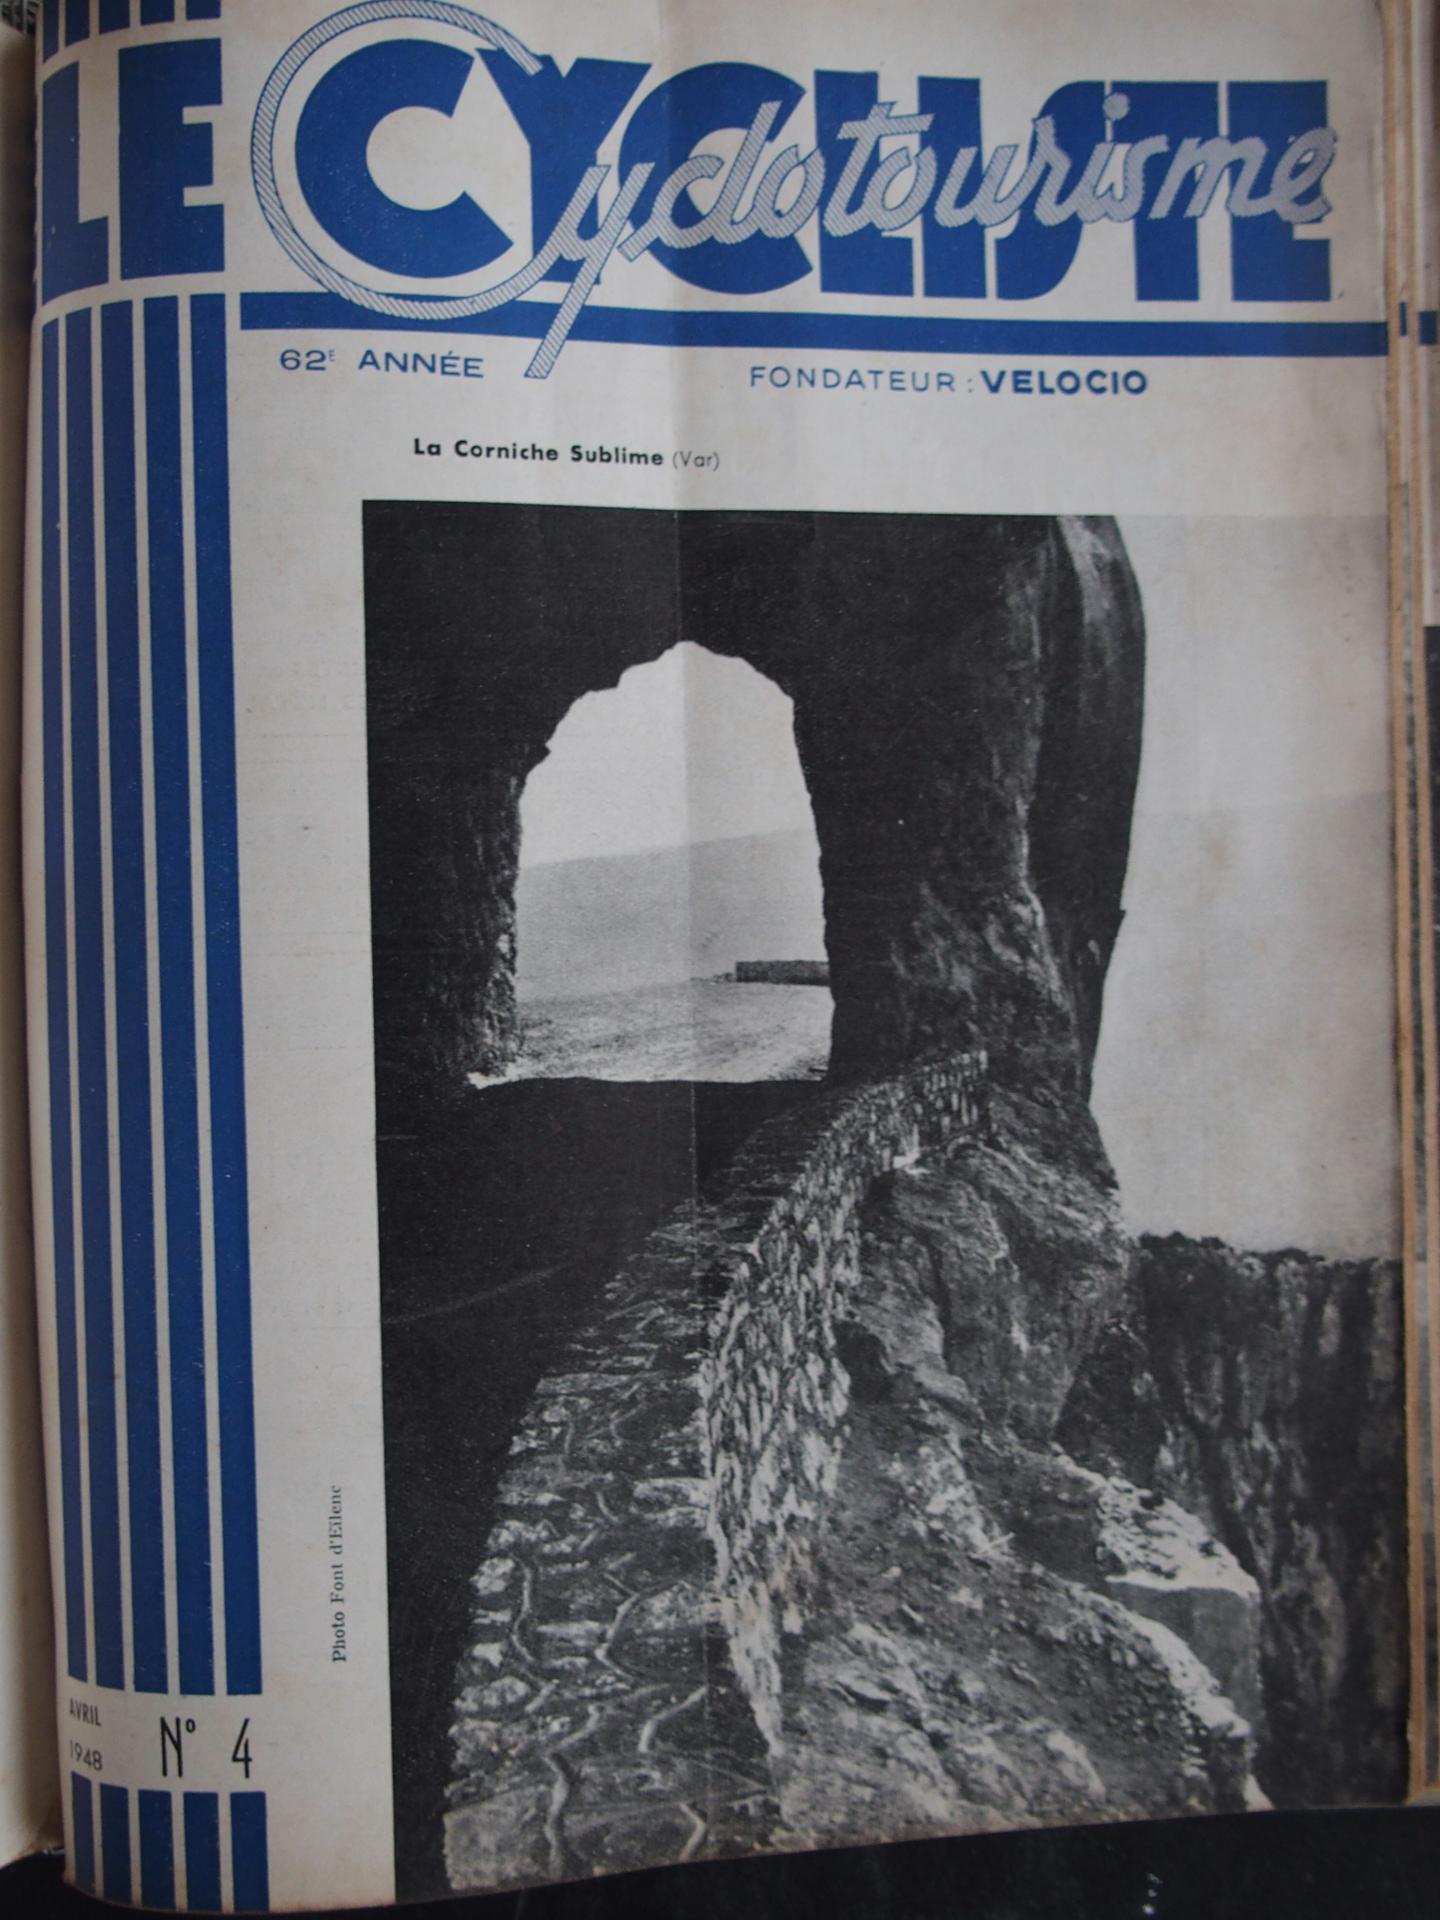 LE CYCLISTE
Cyclotourisme
62E ANNÉE
FONDATEUR : VELOCIO
La Corniche Sublime (Var)
Photo Font d'Eilenc
AVRIL
1948
N° 4